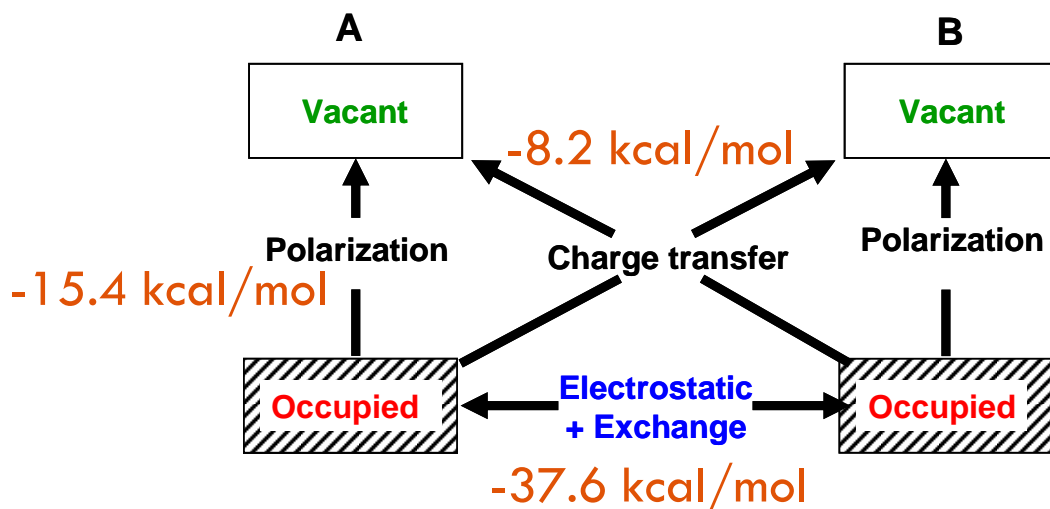 A
B
Vacant
Vacant
-8.2 kcal/mol
Polarization
Charge transfer
Polarization
-15.4 kcal/mol
Occupied
Electrostatic
+ Exchange
Occupied
-37.6 kcal/mol